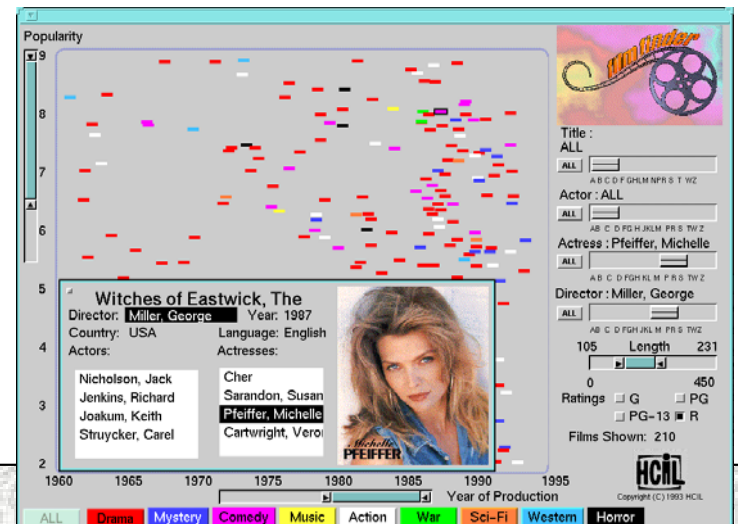 Popularity
9
8
7
6
5
4
3
2
1960 1965 1970 1975 1980 1985 1990 1995
Year of Production
Witches of Eastwick, The
Director: Miller, George Year: 1987
Country: USA Language: English
Actors: Actresses:
Nicholson, Jack
Jenkins, Richard
Joakum, Keith
Struycker, Carel
Cher
Sarandon, Susan
Pfeiffer, Michelle
Cartwright, Vero
Michelle
PFEIFFER
Film finder
Title :
ALL
ALL
A B C D F G H L M N P R S T W Z
Actor : ALL
ALL
A B C D F G H J K L M P R S T W Z
Actress : Pfeiffer, Michelle
ALL
A B C D F G H K L M P R S T W Z
Director : Miller, George
ALL
A B C D F G H J K L M P R S T W Z
105 Length 231
0 450
Ratings G PG
PG-13 R
Films Shown: 210
HCIL
Copyright (C) 1993 HCIL
ALL Drama Mystery Comedy Music Action War Sci-Fi Western Horror